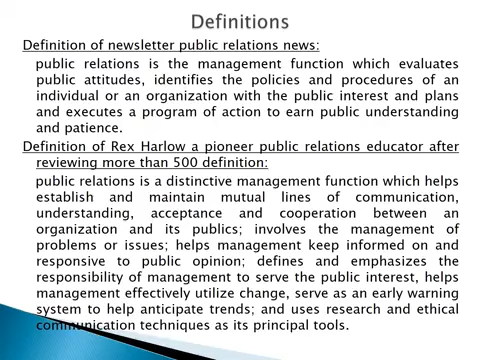 Definitions
Definition of newsletter public relations news:
public relations is the management function which evaluates
public attitudes, identifies the policies and procedures of an
individual or an organization with the public interest and plans
and executes a program of action to earn public understanding
and patience.
Definition of Rex Harlow a pioneer public relations educator after
reviewing more than 500 definition:
public relations is a distinctive management function which helps
establish and maintain mutual lines of communication,
understanding, acceptance and cooperation between an
organization and its publics; involves the management of
problems or issues; helps management keep informed on and
responsive to public opinion; defines and emphasizes the
responsibility of management to serve the public interest, helps
management effectively utilize change, serve as an early warning
system to help anticipate trends; and uses research and ethical
communication techniques as its principal tools.